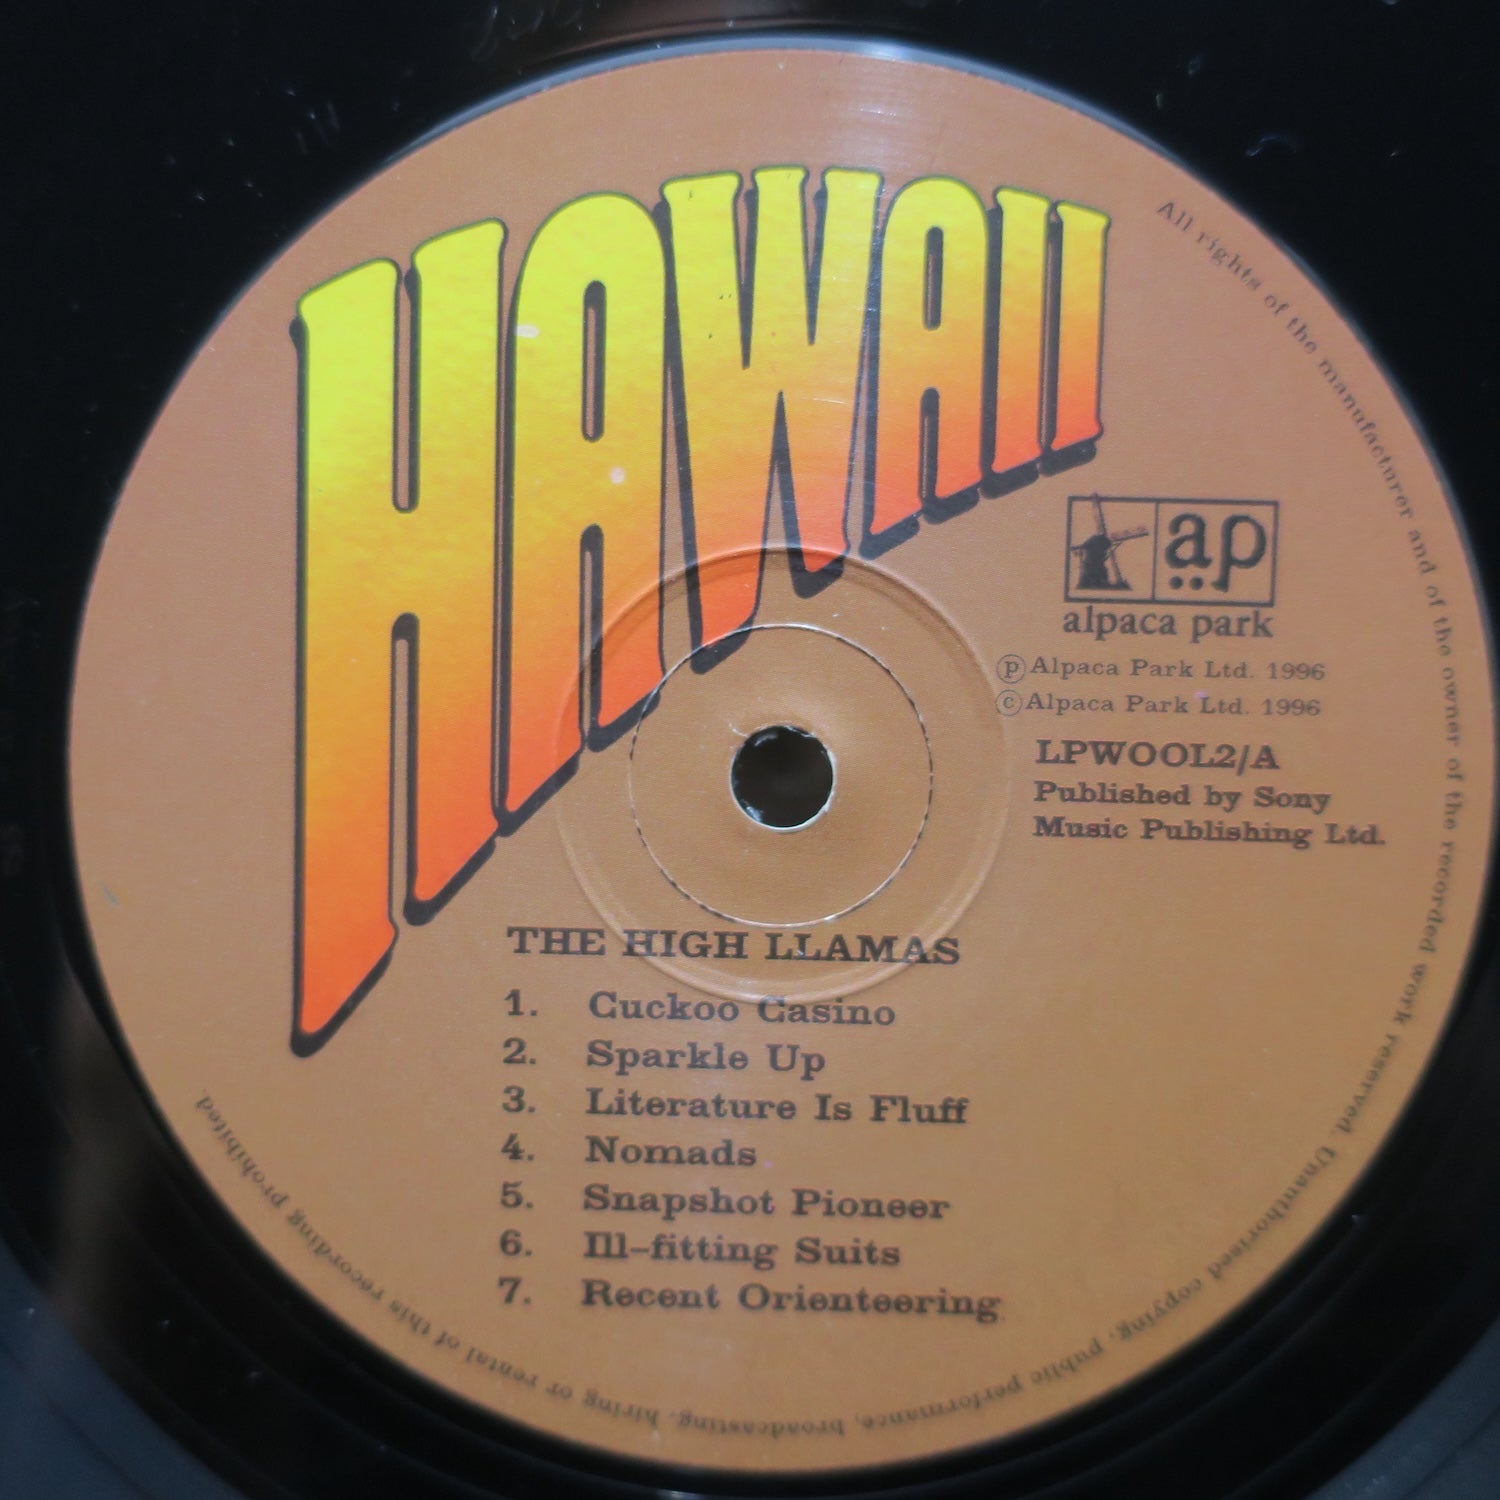 HAWAII
ap
alpaca park
ⓟ Alpaca Park Ltd. 1996
© Alpaca Park Ltd. 1996
LPWOOL2/A
Published by Sony
Music Publishing Ltd.
THE HIGH LLAMAS
1. Cuckoo Casino
2. Sparkle Up
3. Literature Is Fluff
4. Nomads
5. Snapshot Pioneer
6. Ill-fitting Suits
7. Recent Orienteering
All rights of the manufacturer and of the owner of the recorded work reserved. Unauthorised copying, public performance, broadcasting, hiring or rental of this recording prohibited.